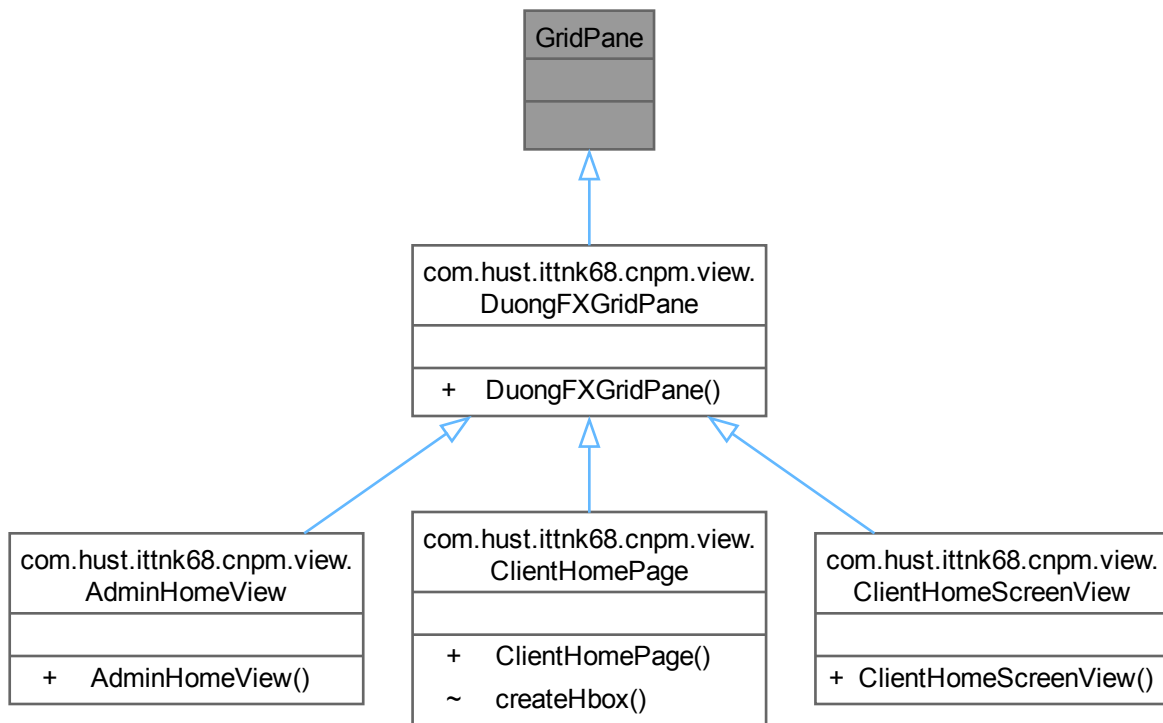 GridPane
com.hust.ittnk68.cnpm.view.
DuongFXGridPane
+ DuongFXGridPane()
com.hust.ittnk68.cnpm.view.
AdminHomeView
+ AdminHomeView()
com.hust.ittnk68.cnpm.view.
ClientHomePage
+ ClientHomePage()
~ createHbox()
com.hust.ittnk68.cnpm.view.
ClientHomeScreenView
+ ClientHomeScreenView()